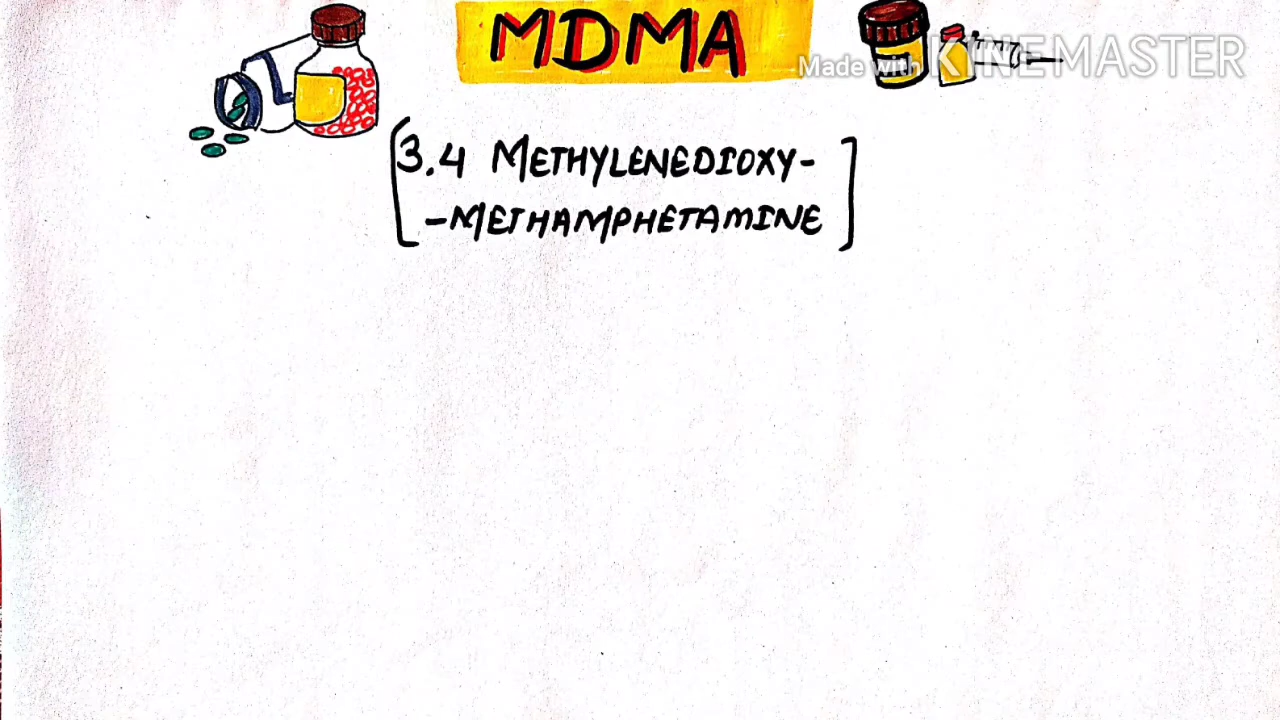 MDMA
Made with KINEMASTER
[3.4 METHYLENEDIOXY-
-METHAMPHETAMINE]